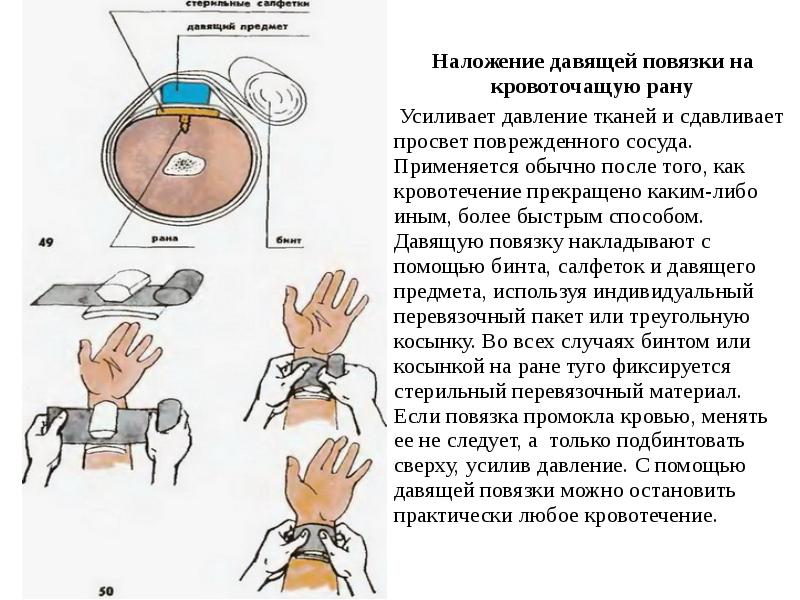 стерильные салфетки
давящий предмет
49
рана
бинт
50
Наложение давящей повязки на
кровоточащую рану
Усиливает давление тканей и сдавливает
просвет поврежденного сосуда.
Применяется обычно после того, как
кровотечение прекращено каким-либо
иным, более быстрым способом.
Давящую повязку накладывают с
помощью бинта, салфеток и давящего
предмета, используя индивидуальный
перевязочный пакет или треугольную
косынку. Во всех случаях бинтом или
косынкой на ране туго фиксируется
стерильный перевязочный материал.
Если повязка промокла кровью, менять
ее не следует, а  только подбинтовать
сверху, усилив давление. С помощью
давящей повязки можно остановить
практически любое кровотечение.